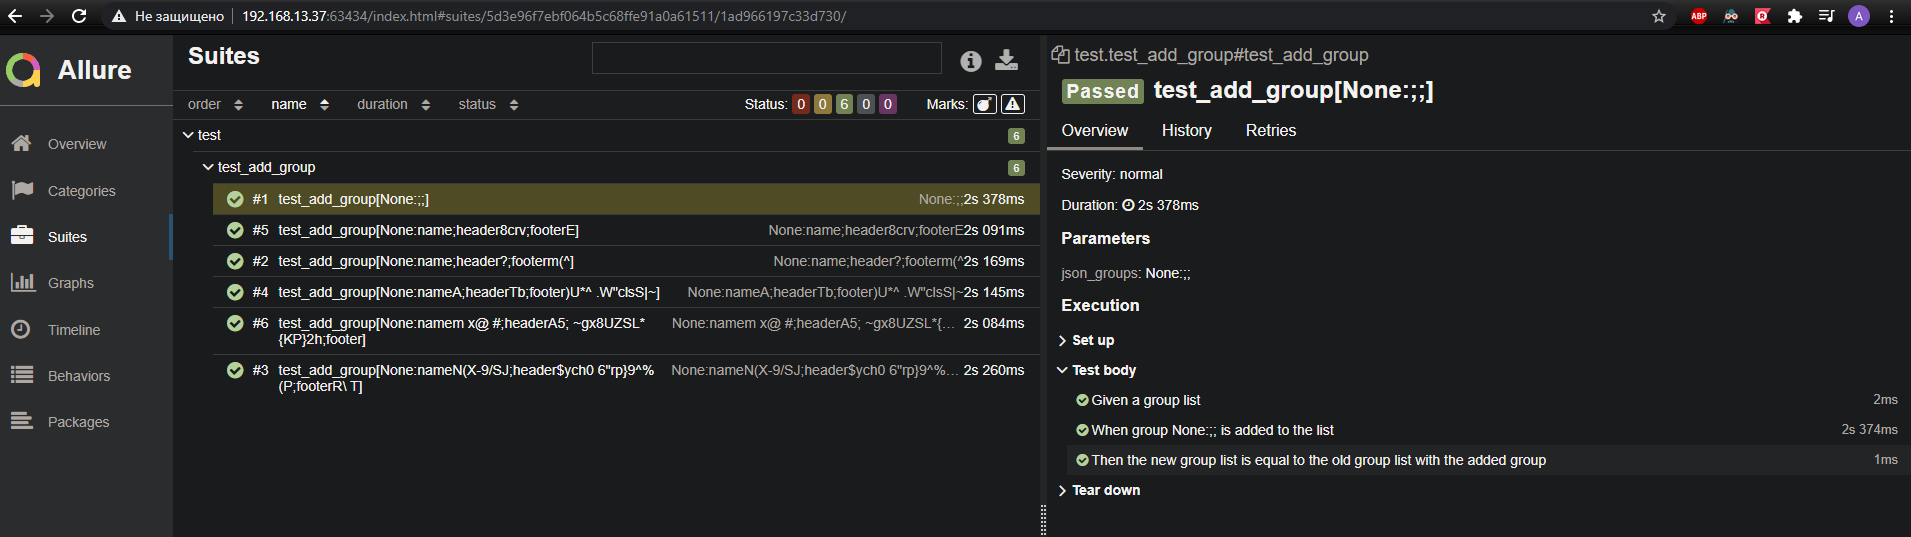 Не защищено 192.168.13.37:63434/index.html#suites/5d3e96f7ebf064b5c68ffe91a0a61511/1ad966197c33d730/
ABP
R
A
Allure
Overview
Categories
Suites
Graphs
Timeline
Behaviors
Packages
Suites
order name duration status Status: 0 0 6 0 0 Marks:
test 6
test_add_group 6
#1 test_add_group[None:;;] None:;;2s 378ms
#5 test_add_group[None:name;header8crv;footerE] None:name;header8crv;footerE2s 091ms
#2 test_add_group[None:name;header?;footerm(^] None:name;header?;footerm(^2s 169ms
#4 test_add_group[None:nameA;headerTb;footer)U*^ .W"clsS|~] None:nameA;headerTb;footer)U*^ .W"clsS|~2s 145ms
#6 test_add_group[None:namem x@ #;headerA5; ~gx8UZSL* None:namem x@ #;headerA5; ~gx8UZSL*{... 2s 084ms
{KP}2h;footer]
#3 test_add_group[None:nameN(X-9/SJ;header$ych0 6"rp}9^% None:nameN(X-9/SJ;header$ych0 6"rp}9^%... 2s 260ms
(P;footerR\ T]
test.test_add_group#test_add_group
Passed test_add_group[None:;;]
Overview History Retries
Severity: normal
Duration: 2s 378ms
Parameters
json_groups: None:;;
Execution
Set up
Test body
Given a group list 2ms
When group None:;; is added to the list 2s 374ms
Then the new group list is equal to the old group list with the added group 1ms
Tear down